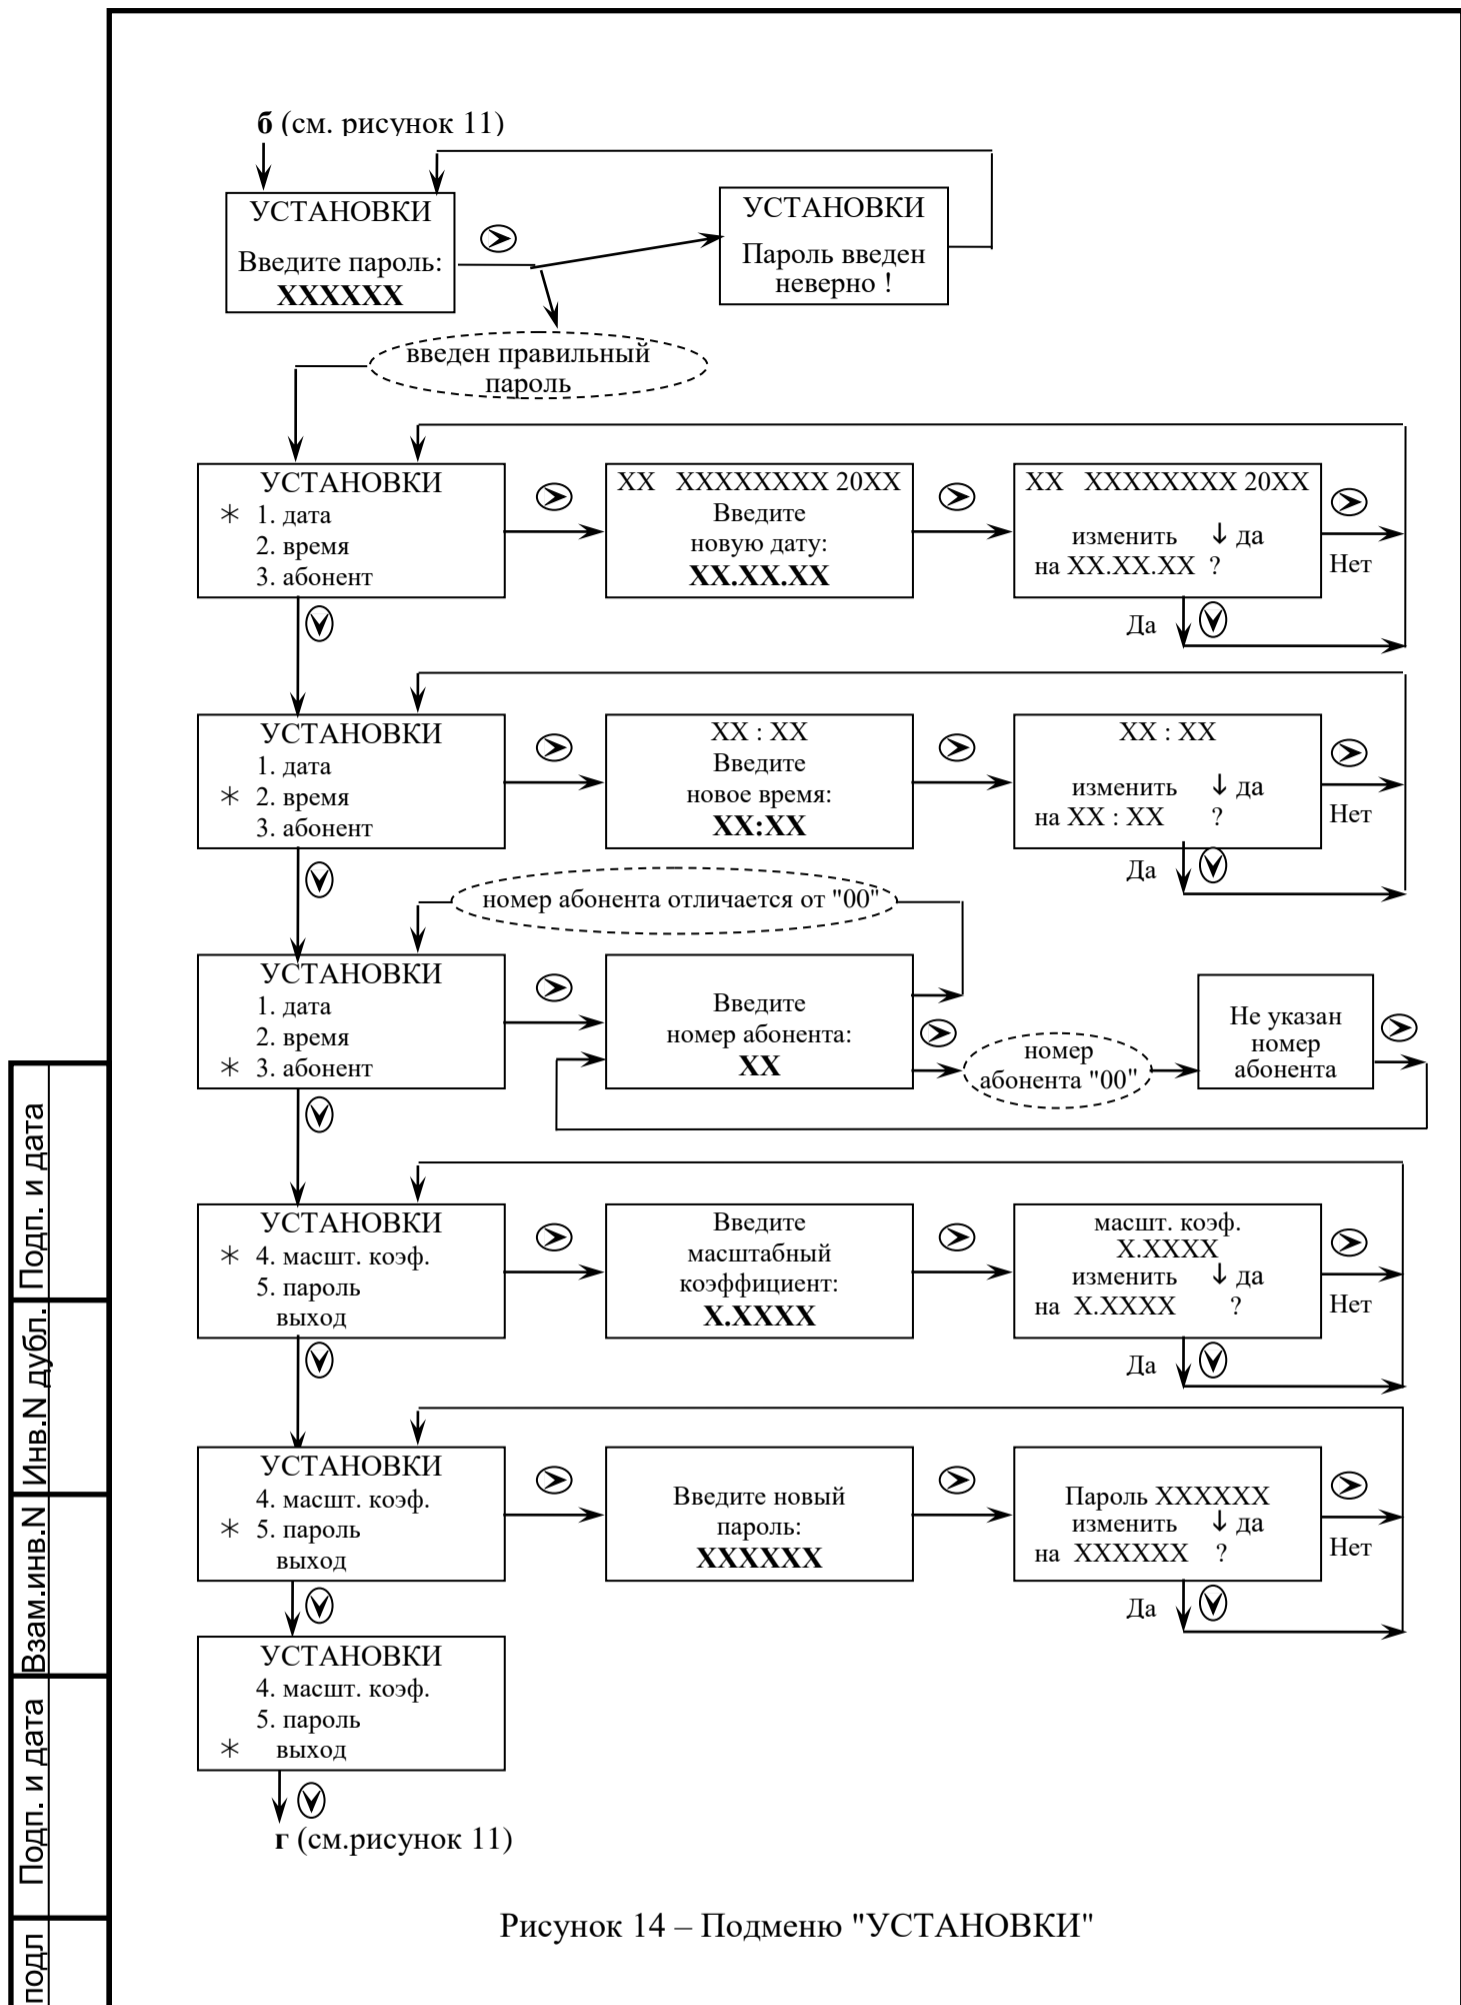 б (см. рисунок 11)
УСТАНОВКИ
Введите пароль:
XXXXXX
УСТАНОВКИ
Пароль введен
неверно !
введен правильный
пароль
УСТАНОВКИ
* 1. дата
2. время
3. абонент
XX XXXXXXXX 20XX
Введите
новую дату:
XX.XX.XX
XX XXXXXXXX 20XX
изменить ↓ да
на XX.XX.XX ?
Нет
Да
УСТАНОВКИ
1. дата
* 2. время
3. абонент
XX : XX
Введите
новое время:
XX:XX
XX : XX
изменить ↓ да
на XX : XX ?
Нет
Да
номер абонента отличается от "00"
УСТАНОВКИ
1. дата
2. время
* 3. абонент
Введите
номер абонента:
XX
номер
абонента "00"
Не указан
номер
абонента
УСТАНОВКИ
* 4. масшт. коэф.
5. пароль
выход
Введите
масштабный
коэффициент:
X.XXXX
масшт. коэф.
X.XXXX
изменить ↓ да
на X.XXXX ?
Нет
Да
УСТАНОВКИ
4. масшт. коэф.
* 5. пароль
выход
Введите новый
пароль:
XXXXXX
Пароль XXXXXX
изменить ↓ да
на XXXXXX ?
Нет
Да
УСТАНОВКИ
4. масшт. коэф.
5. пароль
* выход
г (см.рисунок 11)
Рисунок 14 – Подменю "УСТАНОВКИ"
Подп. и дата
Инв.N дубл.
Взам.инв.N
Подп. и дата
подл